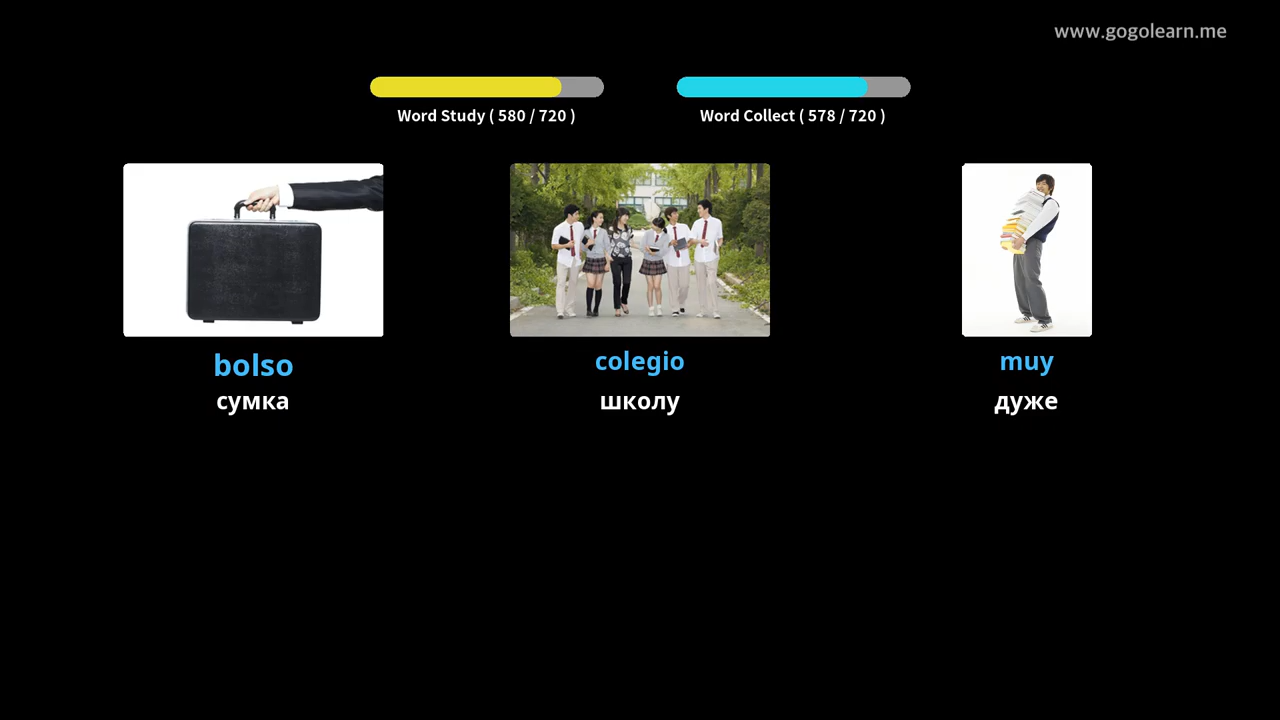 www.gogolearn.me
Word Study ( 580 / 720 )
Word Collect ( 578 / 720 )
bolso
colegio
muy
сумка
школу
дуже